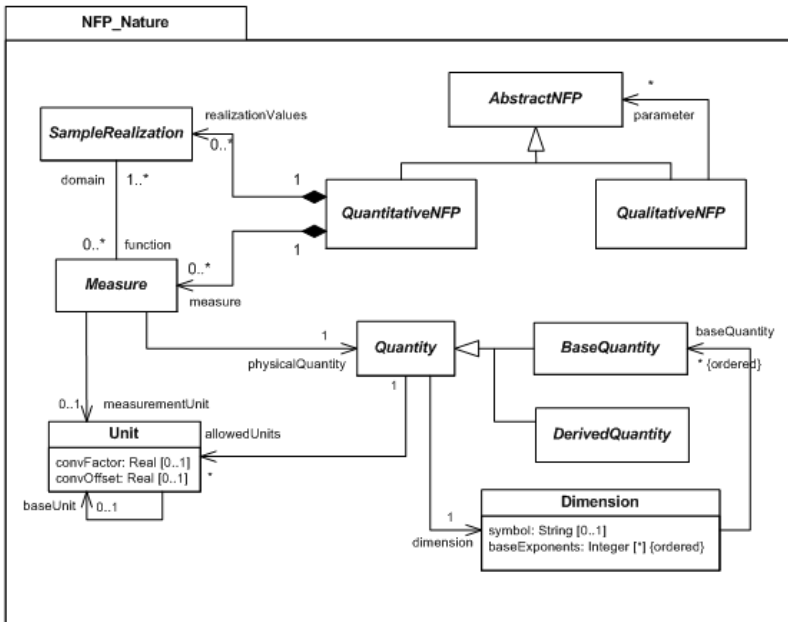 NFP_Nature
AbstractNFP
*
parameter
realizationValues
SampleRealization
0..*
1
QuantitativeNFP
QualitativeNFP
domain
1..*
0..*
function
1
0..*
Measure
measure
1
physicalQuantity
Quantity
1
BaseQuantity
baseQuantity
* {ordered}
0..1
measurementUnit
DerivedQuantity
Unit
allowedUnits
convFactor: Real [0..1]
convOffset: Real [0..1]
*
baseUnit
0..1
1
dimension
Dimension
symbol: String [0..1]
baseExponents: Integer [*] {ordered}